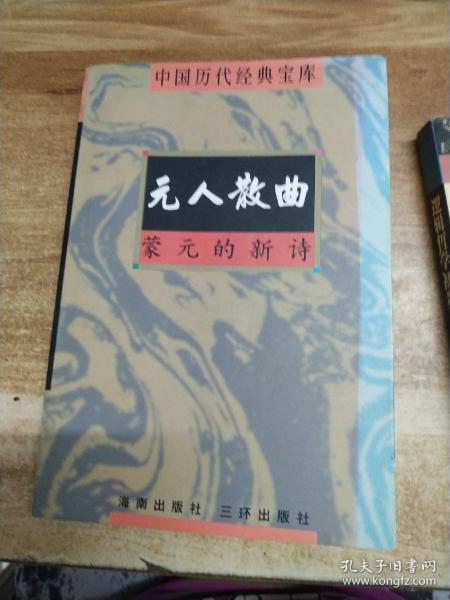 中国历代经典宝库
元人散曲
蒙元的新诗
海南出版社 三环出版社
孔夫子旧书网
www.kongfz.com